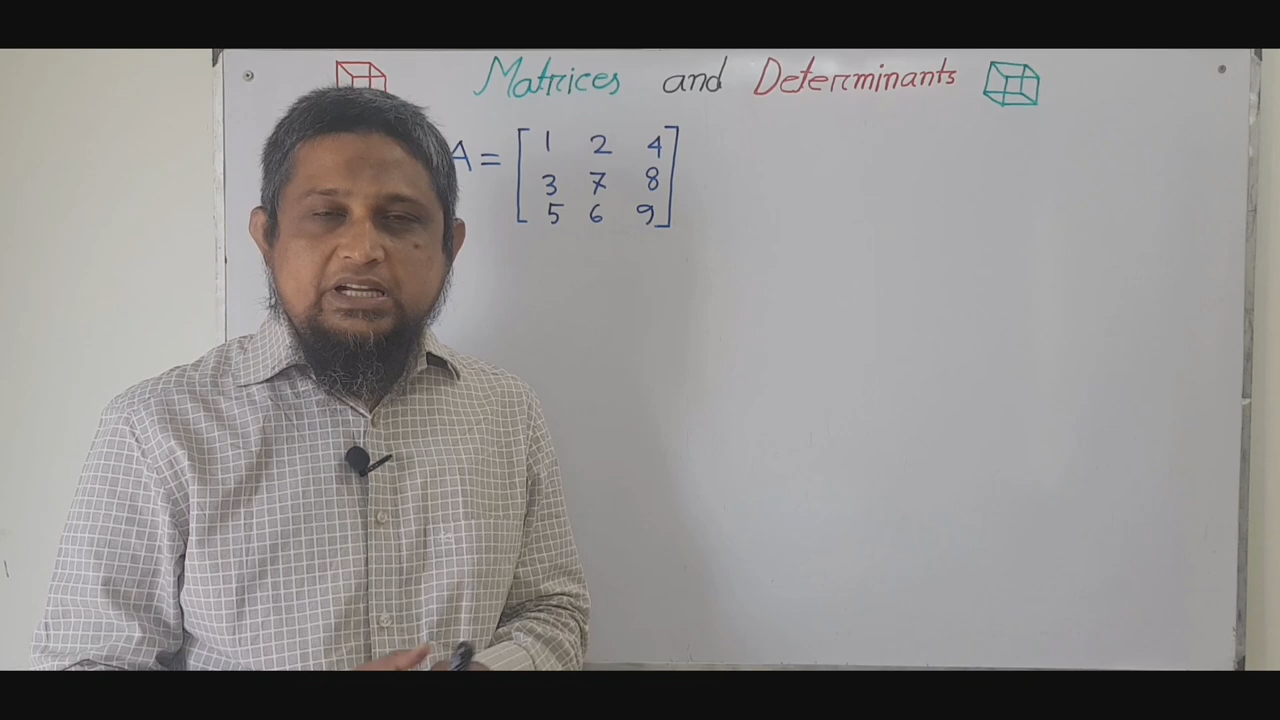 Matrices and Determinants
A = [ 1 2 4
3 7 8
5 6 9 ]